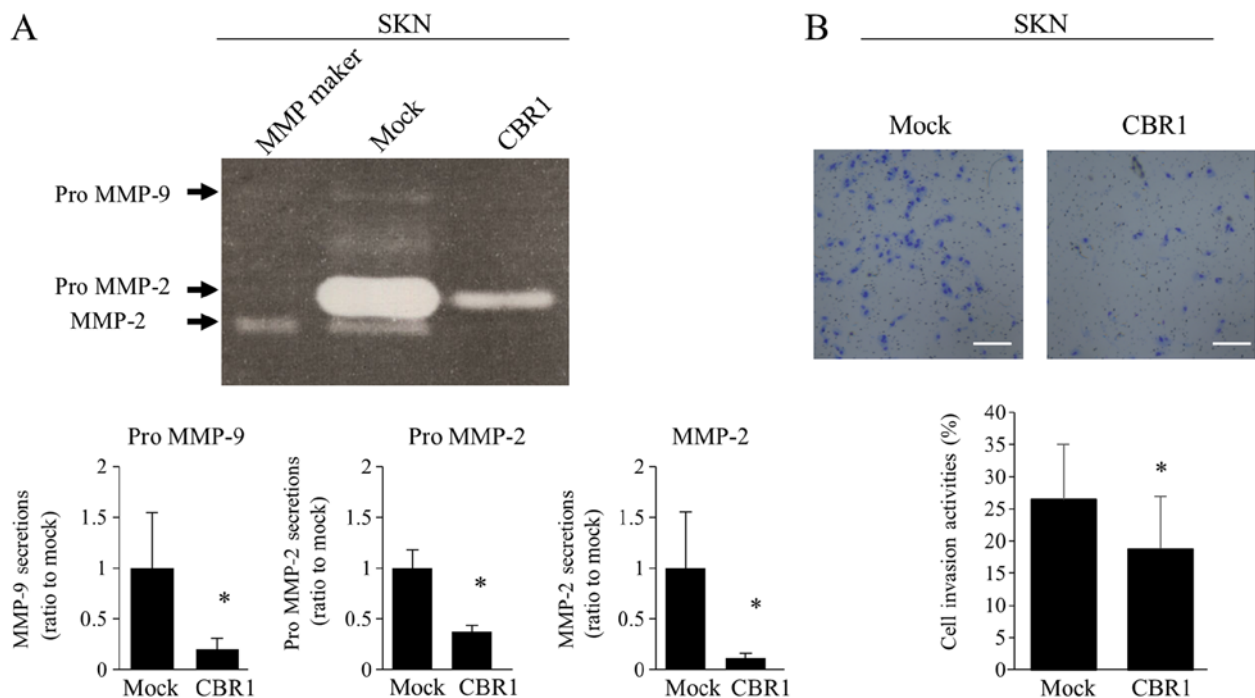 A
SKN
MMP maker
Mock
CBR1
Pro MMP-9
Pro MMP-2
MMP-2
Pro MMP-9
MMP-9 secretions
(ratio to mock)
2
1.5
1
0.5
0
Mock CBR1
*
Pro MMP-2
Pro MMP-2 secretions
(ratio to mock)
2
1.5
1
0.5
0
Mock CBR1
*
MMP-2
MMP-2 secretions
(ratio to mock)
2
1.5
1
0.5
0
Mock CBR1
*
B
SKN
Mock
CBR1
Cell invasion activities (%)
40
35
30
25
20
15
10
5
0
Mock CBR1
*